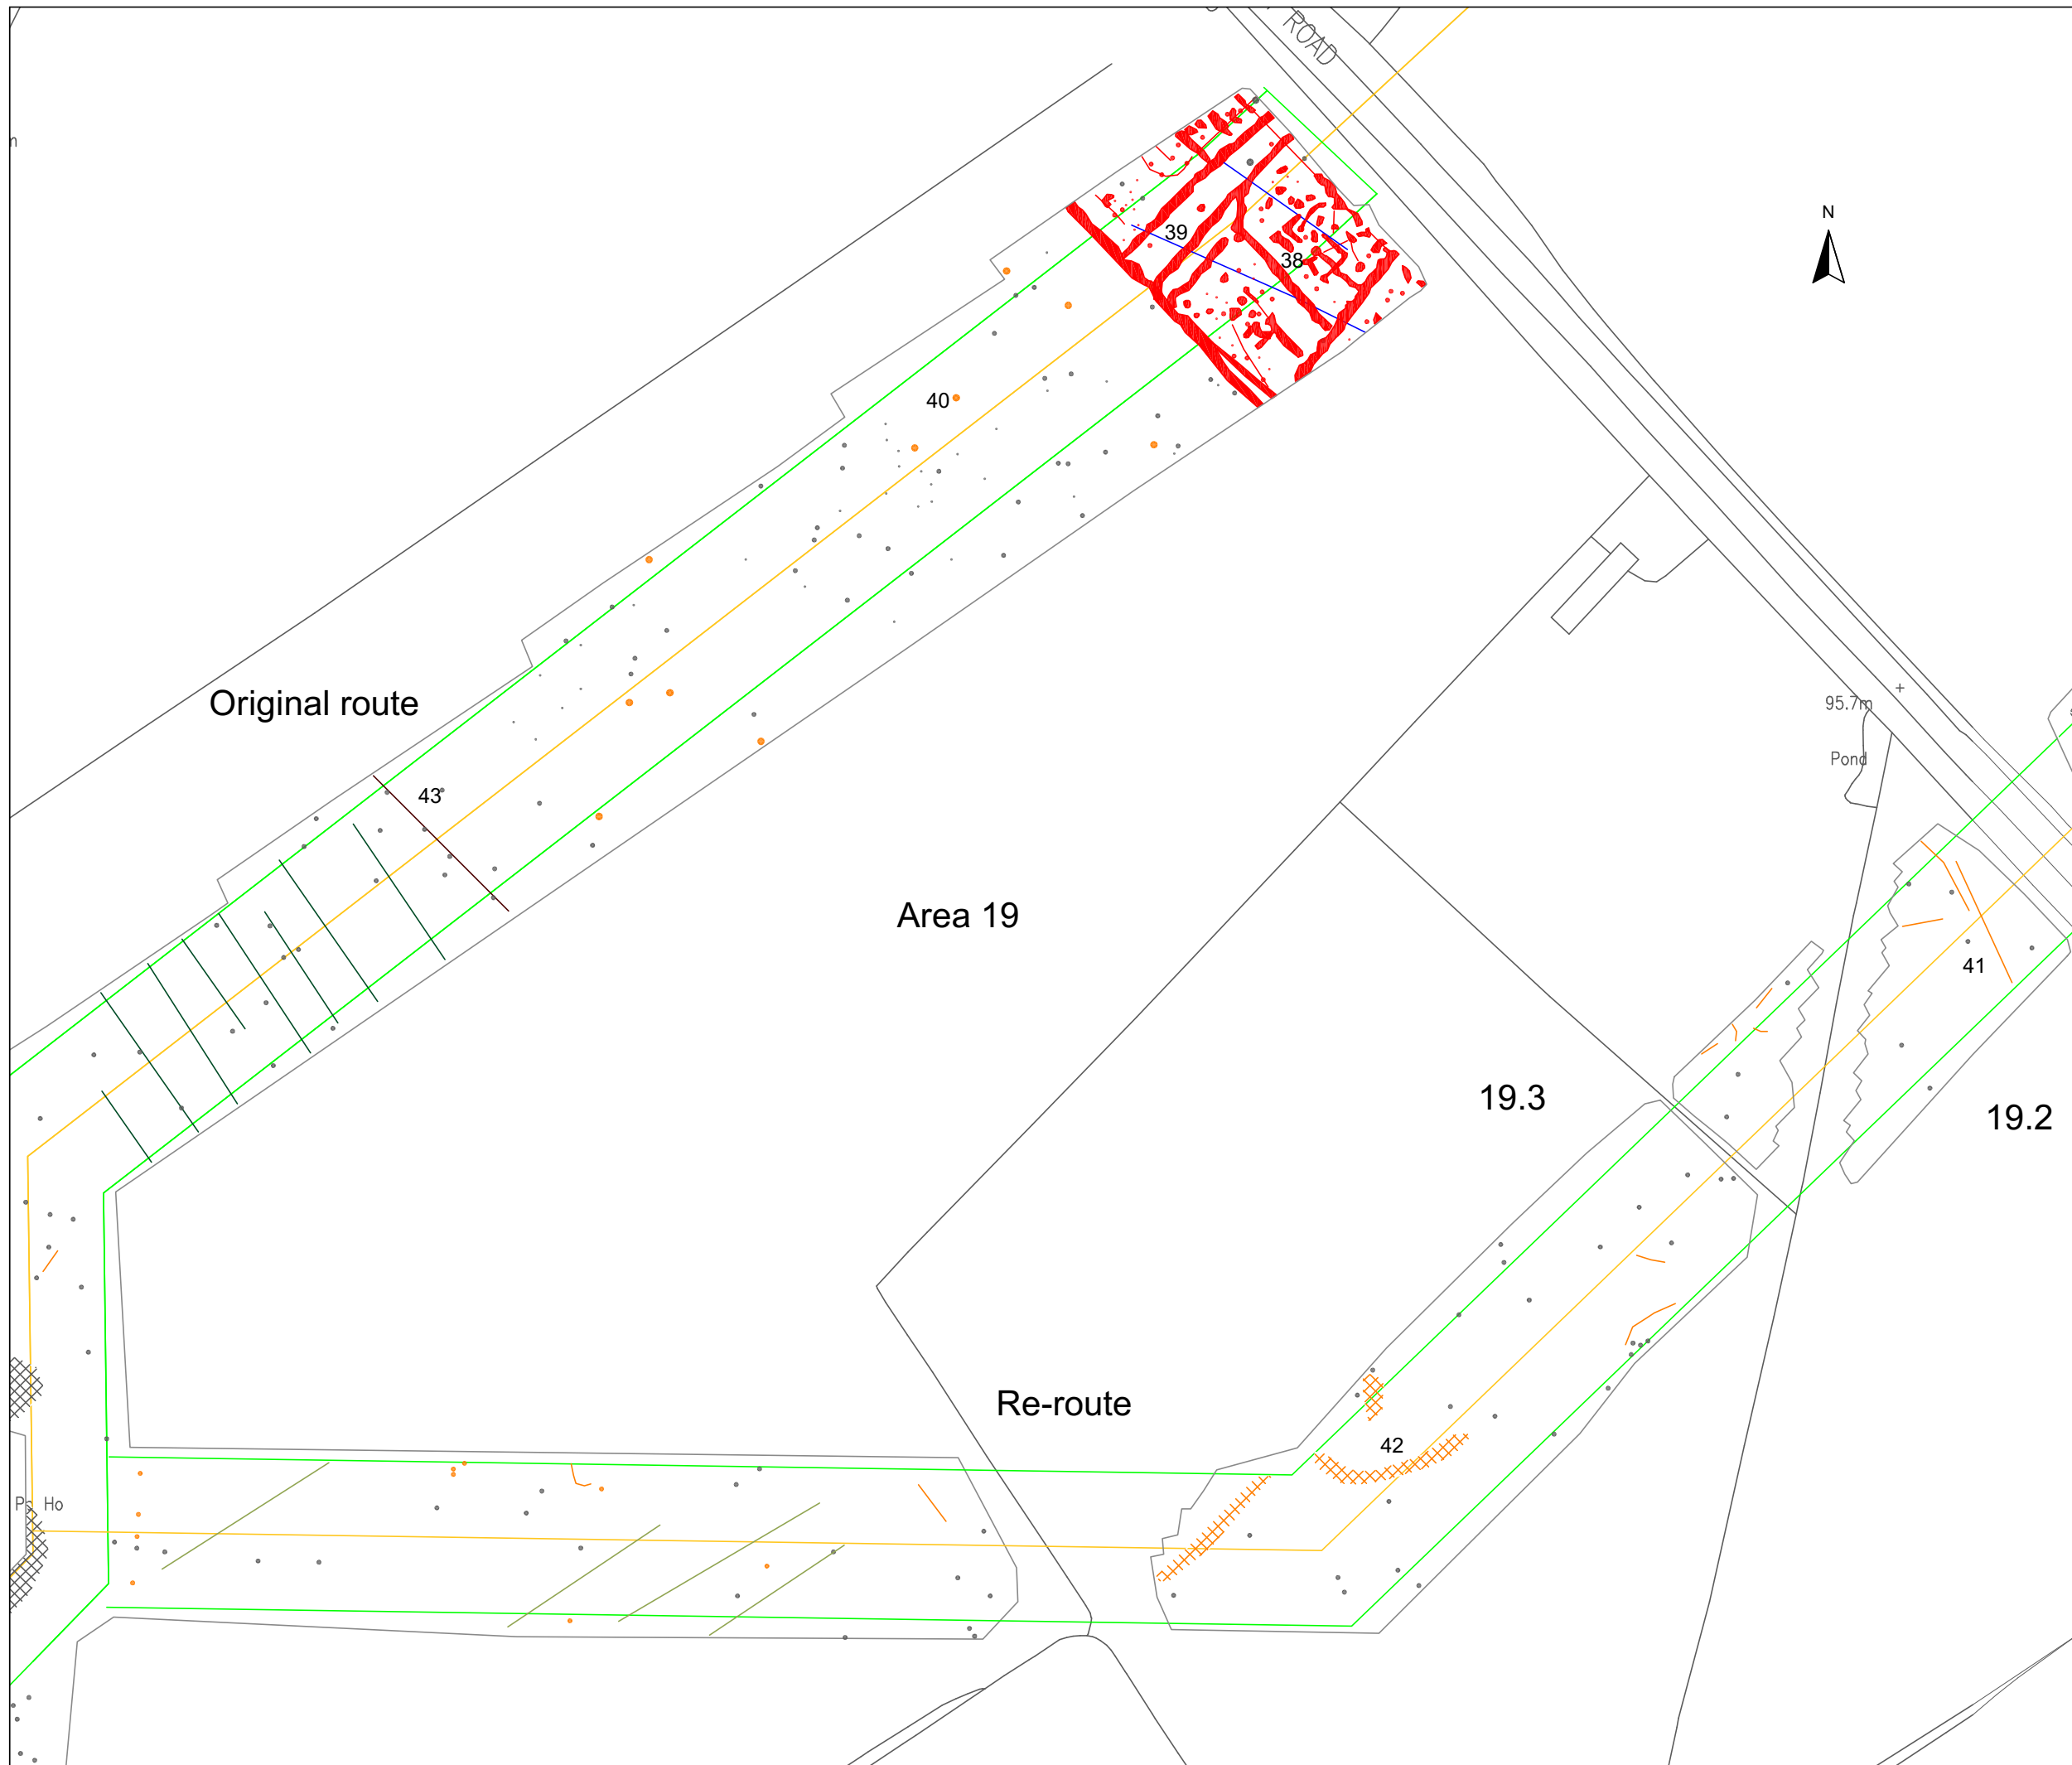 ROAD
N
39
38
40
Original route
95.7m
Pond
43
Area 19
41
19.3
19.2
Re-route
42
Ho